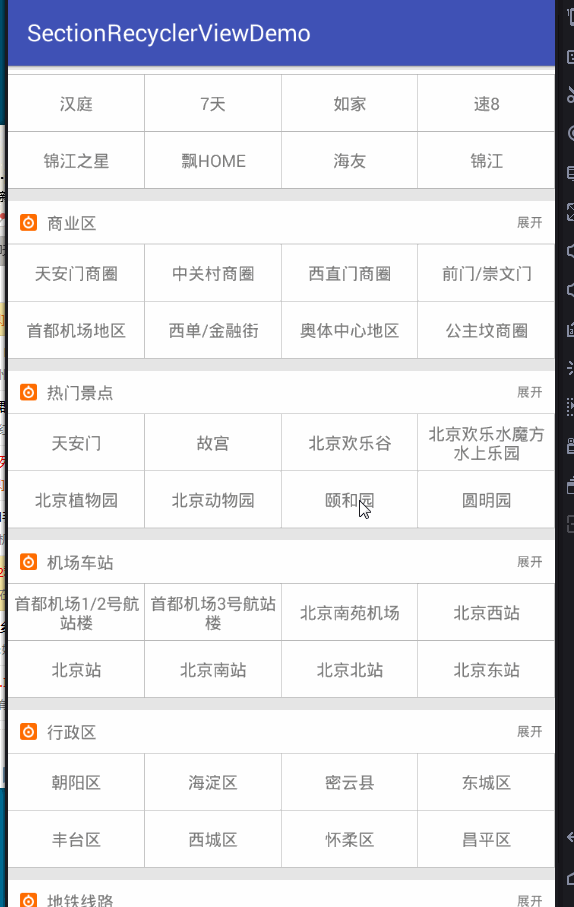 SectionRecyclerViewDemo
汉庭 7天 如家 速8
锦江之星 飘HOME 海友 锦江
商业区 展开
天安门商圈 中关村商圈 西直门商圈 前门/崇文门
首都机场地区 西单/金融街 奥体中心地区 公主坟商圈
热门景点 展开
天安门 故宫 北京欢乐谷 北京欢乐水魔方
水上乐园
北京植物园 北京动物园 颐和园 圆明园
机场车站 展开
首都机场1/2号航 首都机场3号航站 北京南苑机场 北京西站
站楼 楼
北京站 北京南站 北京北站 北京东站
行政区 展开
朝阳区 海淀区 密云县 东城区
丰台区 西城区 怀柔区 昌平区
地铁线路 展开